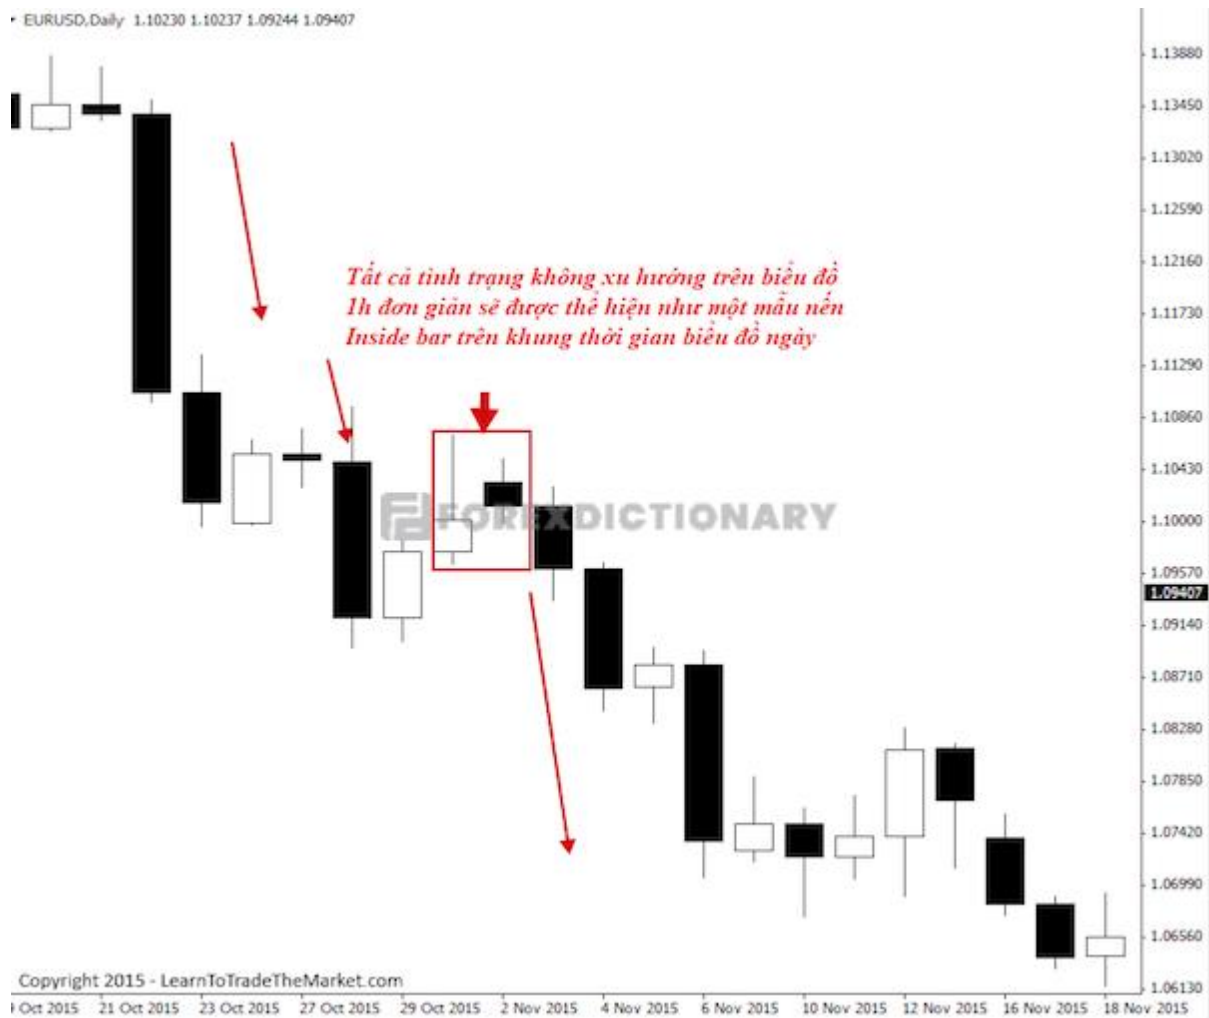 EURUSD,Daily 1.10230 1.10237 1.09244 1.09407
1.13880
1.13450
1.13020
1.12590
1.12160
Tất cả tình trạng không xu hướng trên biểu đồ
1h đơn giản sẽ được thể hiện như một mẫu nến
Inside bar trên khung thời gian biểu đồ ngày
1.11730
1.11290
1.10860
1.10430
FOREXDICTIONARY
1.10000
1.09570
1.09407
1.09140
1.08710
1.08280
1.07850
1.07420
1.06990
1.06560
1.06130
Copyright 2015 - LearnToTradeTheMarket.com
Oct 2015 21 Oct 2015 23 Oct 2015 27 Oct 2015 29 Oct 2015 2 Nov 2015 4 Nov 2015 6 Nov 2015 10 Nov 2015 12 Nov 2015 16 Nov 2015 18 Nov 2015